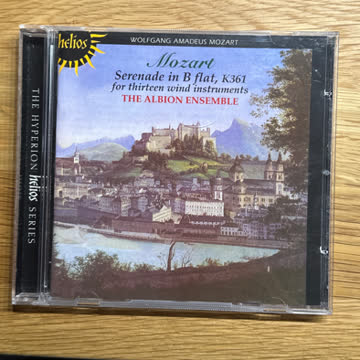 WOLFGANG AMADEUS MOZART
helios
Mozart
Serenade in B flat, K361
for thirteen wind instruments
THE ALBION ENSEMBLE
THE HYPERION helios SERIES